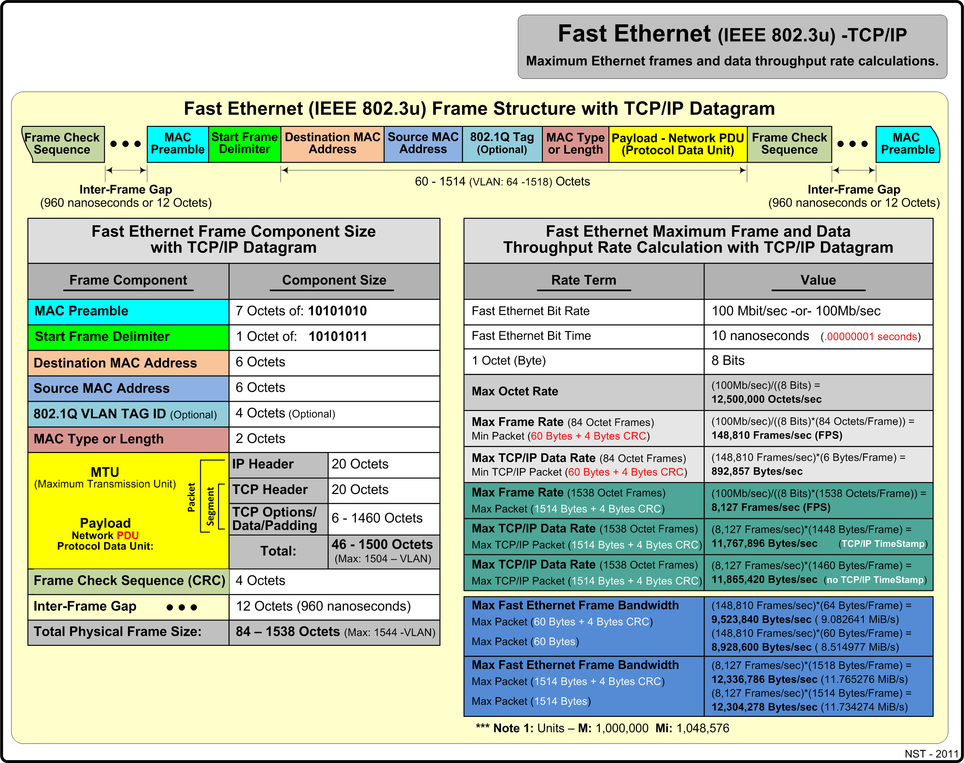 Fast Ethernet (IEEE 802.3u) -TCP/IP
Maximum Ethernet frames and data throughput rate calculations.
Fast Ethernet (IEEE 802.3u) Frame Structure with TCP/IP Datagram
Frame Check
Sequence
MAC
Preamble
Start Frame
Delimiter
Destination MAC
Address
Source MAC
Address
802.1Q Tag
(Optional)
MAC Type
or Length
Payload - Network PDU
(Protocol Data Unit)
Frame Check
Sequence
MAC
Preamble
Inter-Frame Gap
(960 nanoseconds or 12 Octets)
60 - 1514 (VLAN: 64 -1518) Octets
Inter-Frame Gap
(960 nanoseconds or 12 Octets)
Fast Ethernet Frame Component Size
with TCP/IP Datagram
Frame Component Component Size
MAC Preamble 7 Octets of: 10101010
Start Frame Delimiter 1 Octet of: 10101011
Destination MAC Address 6 Octets
Source MAC Address 6 Octets
802.1Q VLAN TAG ID (Optional) 4 Octets (Optional)
MAC Type or Length 2 Octets
MTU
(Maximum Transmission Unit)
Payload
Network PDU
Protocol Data Unit:
Packet
Segment
IP Header 20 Octets
TCP Header 20 Octets
TCP Options/
Data/Padding
6 - 1460 Octets
Total:
46 - 1500 Octets
(Max: 1504 – VLAN)
Frame Check Sequence (CRC) 4 Octets
Inter-Frame Gap 12 Octets (960 nanoseconds)
Total Physical Frame Size: 84 – 1538 Octets (Max: 1544 -VLAN)
Fast Ethernet Maximum Frame and Data
Throughput Rate Calculation with TCP/IP Datagram
Rate Term Value
Fast Ethernet Bit Rate 100 Mbit/sec -or- 100Mb/sec
Fast Ethernet Bit Time 10 nanoseconds (.00000001 seconds)
1 Octet (Byte) 8 Bits
Max Octet Rate
(100Mb/sec)/((8 Bits) =
12,500,000 Octets/sec
Max Frame Rate (84 Octet Frames)
Min Packet (60 Bytes + 4 Bytes CRC)
(100Mb/sec)/((8 Bits)*(84 Octets/Frame)) =
148,810 Frames/sec (FPS)
Max TCP/IP Data Rate (84 Octet Frames)
Min TCP/IP Packet (60 Bytes + 4 Bytes CRC)
(148,810 Frames/sec)*(6 Bytes/Frame) =
892,857 Bytes/sec
Max Frame Rate (1538 Octet Frames)
Max Packet (1514 Bytes + 4 Bytes CRC)
(100Mb/sec)/((8 Bits)*(1538 Octets/Frame)) =
8,127 Frames/sec (FPS)
Max TCP/IP Data Rate (1538 Octet Frames)
Max TCP/IP Packet (1514 Bytes + 4 Bytes CRC)
(8,127 Frames/sec)*(1448 Bytes/Frame) =
11,767,896 Bytes/sec (TCP/IP TimeStamp)
Max TCP/IP Data Rate (1538 Octet Frames)
Max TCP/IP Packet (1514 Bytes + 4 Bytes CRC)
(8,127 Frames/sec)*(1460 Bytes/Frame) =
11,865,420 Bytes/sec (no TCP/IP TimeStamp)
Max Fast Ethernet Frame Bandwidth
Max Packet (60 Bytes + 4 Bytes CRC)
Max Packet (60 Bytes)
(148,810 Frames/sec)*(64 Bytes/Frame) =
9,523,840 Bytes/sec ( 9.082641 MiB/s)
(148,810 Frames/sec)*(60 Bytes/Frame) =
8,928,600 Bytes/sec ( 8.514977 MiB/s)
Max Fast Ethernet Frame Bandwidth
Max Packet (1514 Bytes + 4 Bytes CRC)
Max Packet (1514 Bytes)
(8,127 Frames/sec)*(1518 Bytes/Frame) =
12,336,786 Bytes/sec (11.765276 MiB/s)
(8,127 Frames/sec)*(1514 Bytes/Frame) =
12,304,278 Bytes/sec (11.734274 MiB/s)
*** Note 1: Units – M: 1,000,000 Mi: 1,048,576
NST - 2011